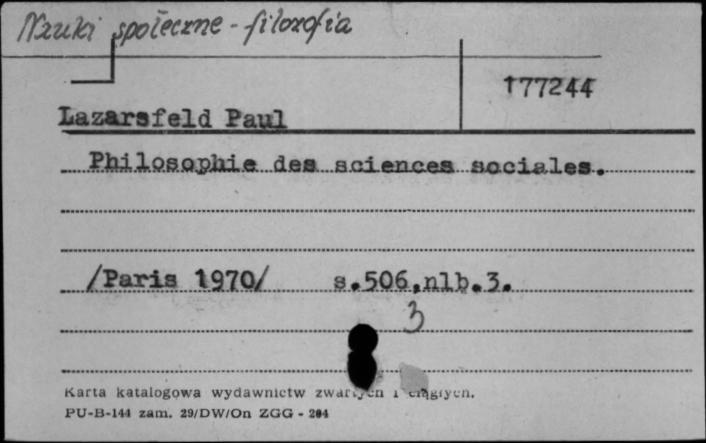 Nauki społeczne - filozofia
177244
Lazarsfeld Paul
Philosophie des sciences sociales.
/Paris 1970/ s.506,nlb.3.
3
Karta katalogowa wydawnictw zwartych i ciągłych.
PU-B-144 zam. 29/DW/On ZGG - 204